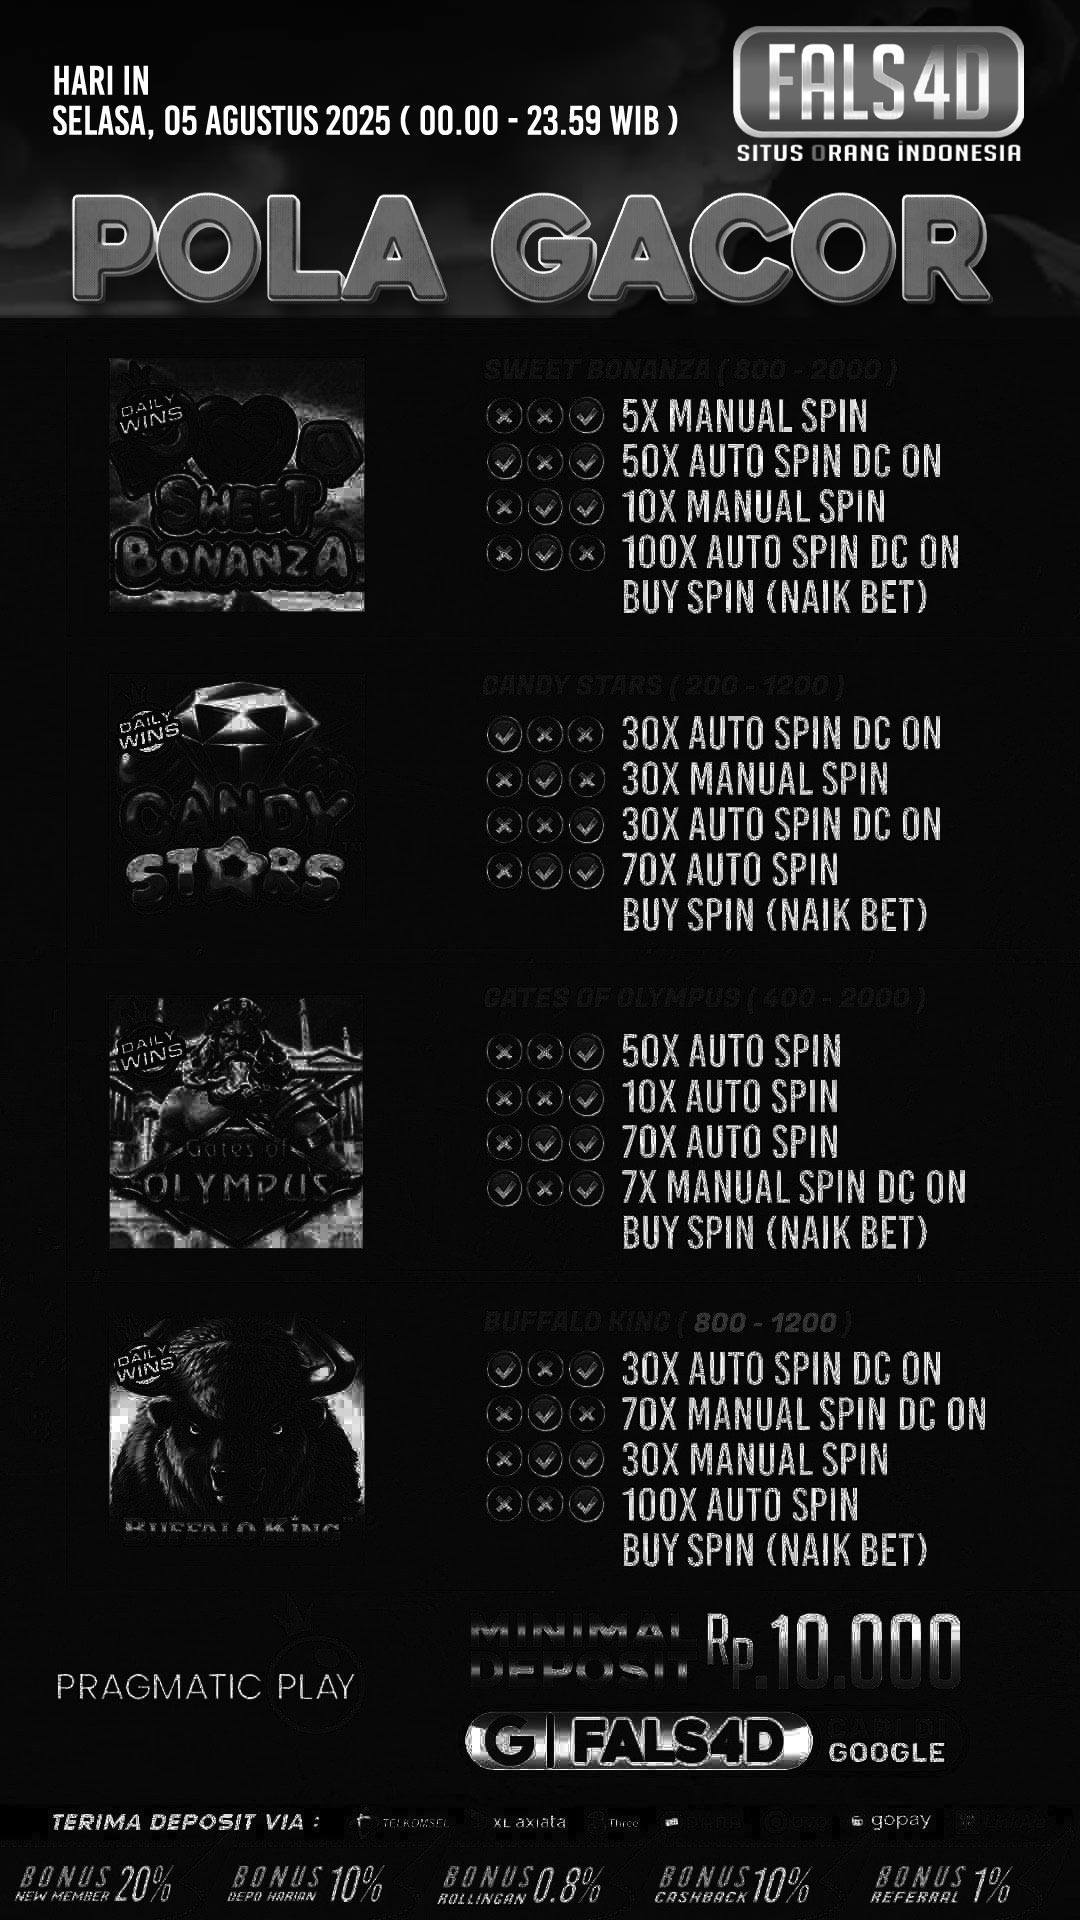 HARI IN
SELASA, 05 AGUSTUS 2025 ( 00.00 - 23.59 WIB )
FALS4D
SITUS ORANG INDONESIA
POLA GACOR
DAILY WINS
SWEET BONANZA
SWEET BONANZA ( 800 - 2000 )
5X MANUAL SPIN
50X AUTO SPIN DC ON
10X MANUAL SPIN
100X AUTO SPIN DC ON
BUY SPIN (NAIK BET)
DAILY WINS
CANDY STARS
CANDY STARS ( 200 - 1200 )
30X AUTO SPIN DC ON
30X MANUAL SPIN
30X AUTO SPIN DC ON
70X AUTO SPIN
BUY SPIN (NAIK BET)
DAILY WINS
Gates of
OLYMPUS
GATES OF OLYMPUS ( 400 - 2000 )
50X AUTO SPIN
10X AUTO SPIN
70X AUTO SPIN
7X MANUAL SPIN DC ON
BUY SPIN (NAIK BET)
DAILY WINS
BUFFALO KING
BUFFALO KING ( 800 - 1200 )
30X AUTO SPIN DC ON
70X MANUAL SPIN DC ON
30X MANUAL SPIN
100X AUTO SPIN
BUY SPIN (NAIK BET)
PRAGMATIC PLAY
MINIMAL DEPOSIT Rp.10.000
G | FALS4D CARI DI GOOGLE
TERIMA DEPOSIT VIA : TELKOMSEL XL axiata Three gopay
BONUS NEW MEMBER 20%
BONUS DEPO HARIAN 10%
BONUS ROLLINGAN 0.8%
BONUS CASHBACK 10%
BONUS REFERRAL 1%